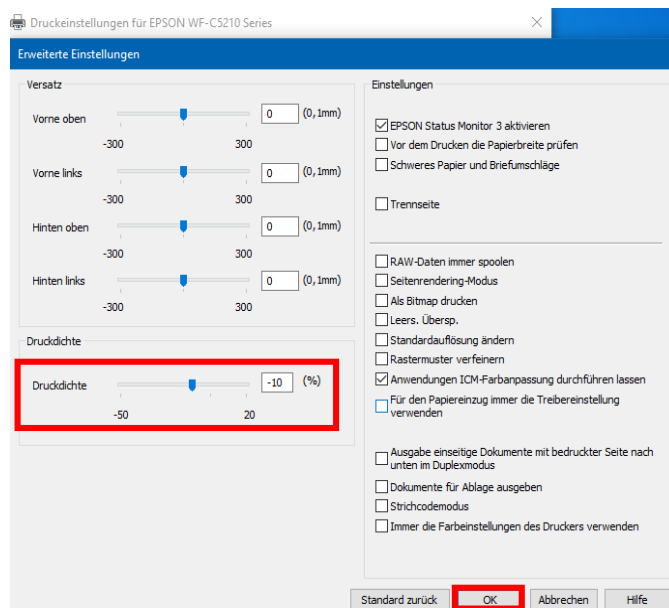 Druckeinstellungen für EPSON WF-C5210 Series
Erweiterte Einstellungen
Versatz
Vorne oben
0
(0,1mm)
-300
300
Vorne links
0
(0,1mm)
-300
300
Hinten oben
0
(0,1mm)
-300
300
Hinten links
0
(0,1mm)
-300
300
Druckdichte
Druckdichte
-10
(%)
-50
20
Einstellungen
EPSON Status Monitor 3 aktivieren
Vor dem Drucken die Papierbreite prüfen
Schweres Papier und Briefumschläge
Trennseite
RAW-Daten immer spoolen
Seitenrendering-Modus
Als Bitmap drucken
Leers. Übersp.
Standardauflösung ändern
Rastermuster verfeinern
Anwendungen ICM-Farbanpassung durchführen lassen
Für den Papiereinzug immer die Treibereinstellung
verwenden
Ausgabe einseitige Dokumente mit bedruckter Seite nach
unten im Duplexmodus
Dokumente für Ablage ausgeben
Strichcodemodus
Immer die Farbeinstellungen des Druckers verwenden
Standard zurück
OK
Abbrechen
Hilfe